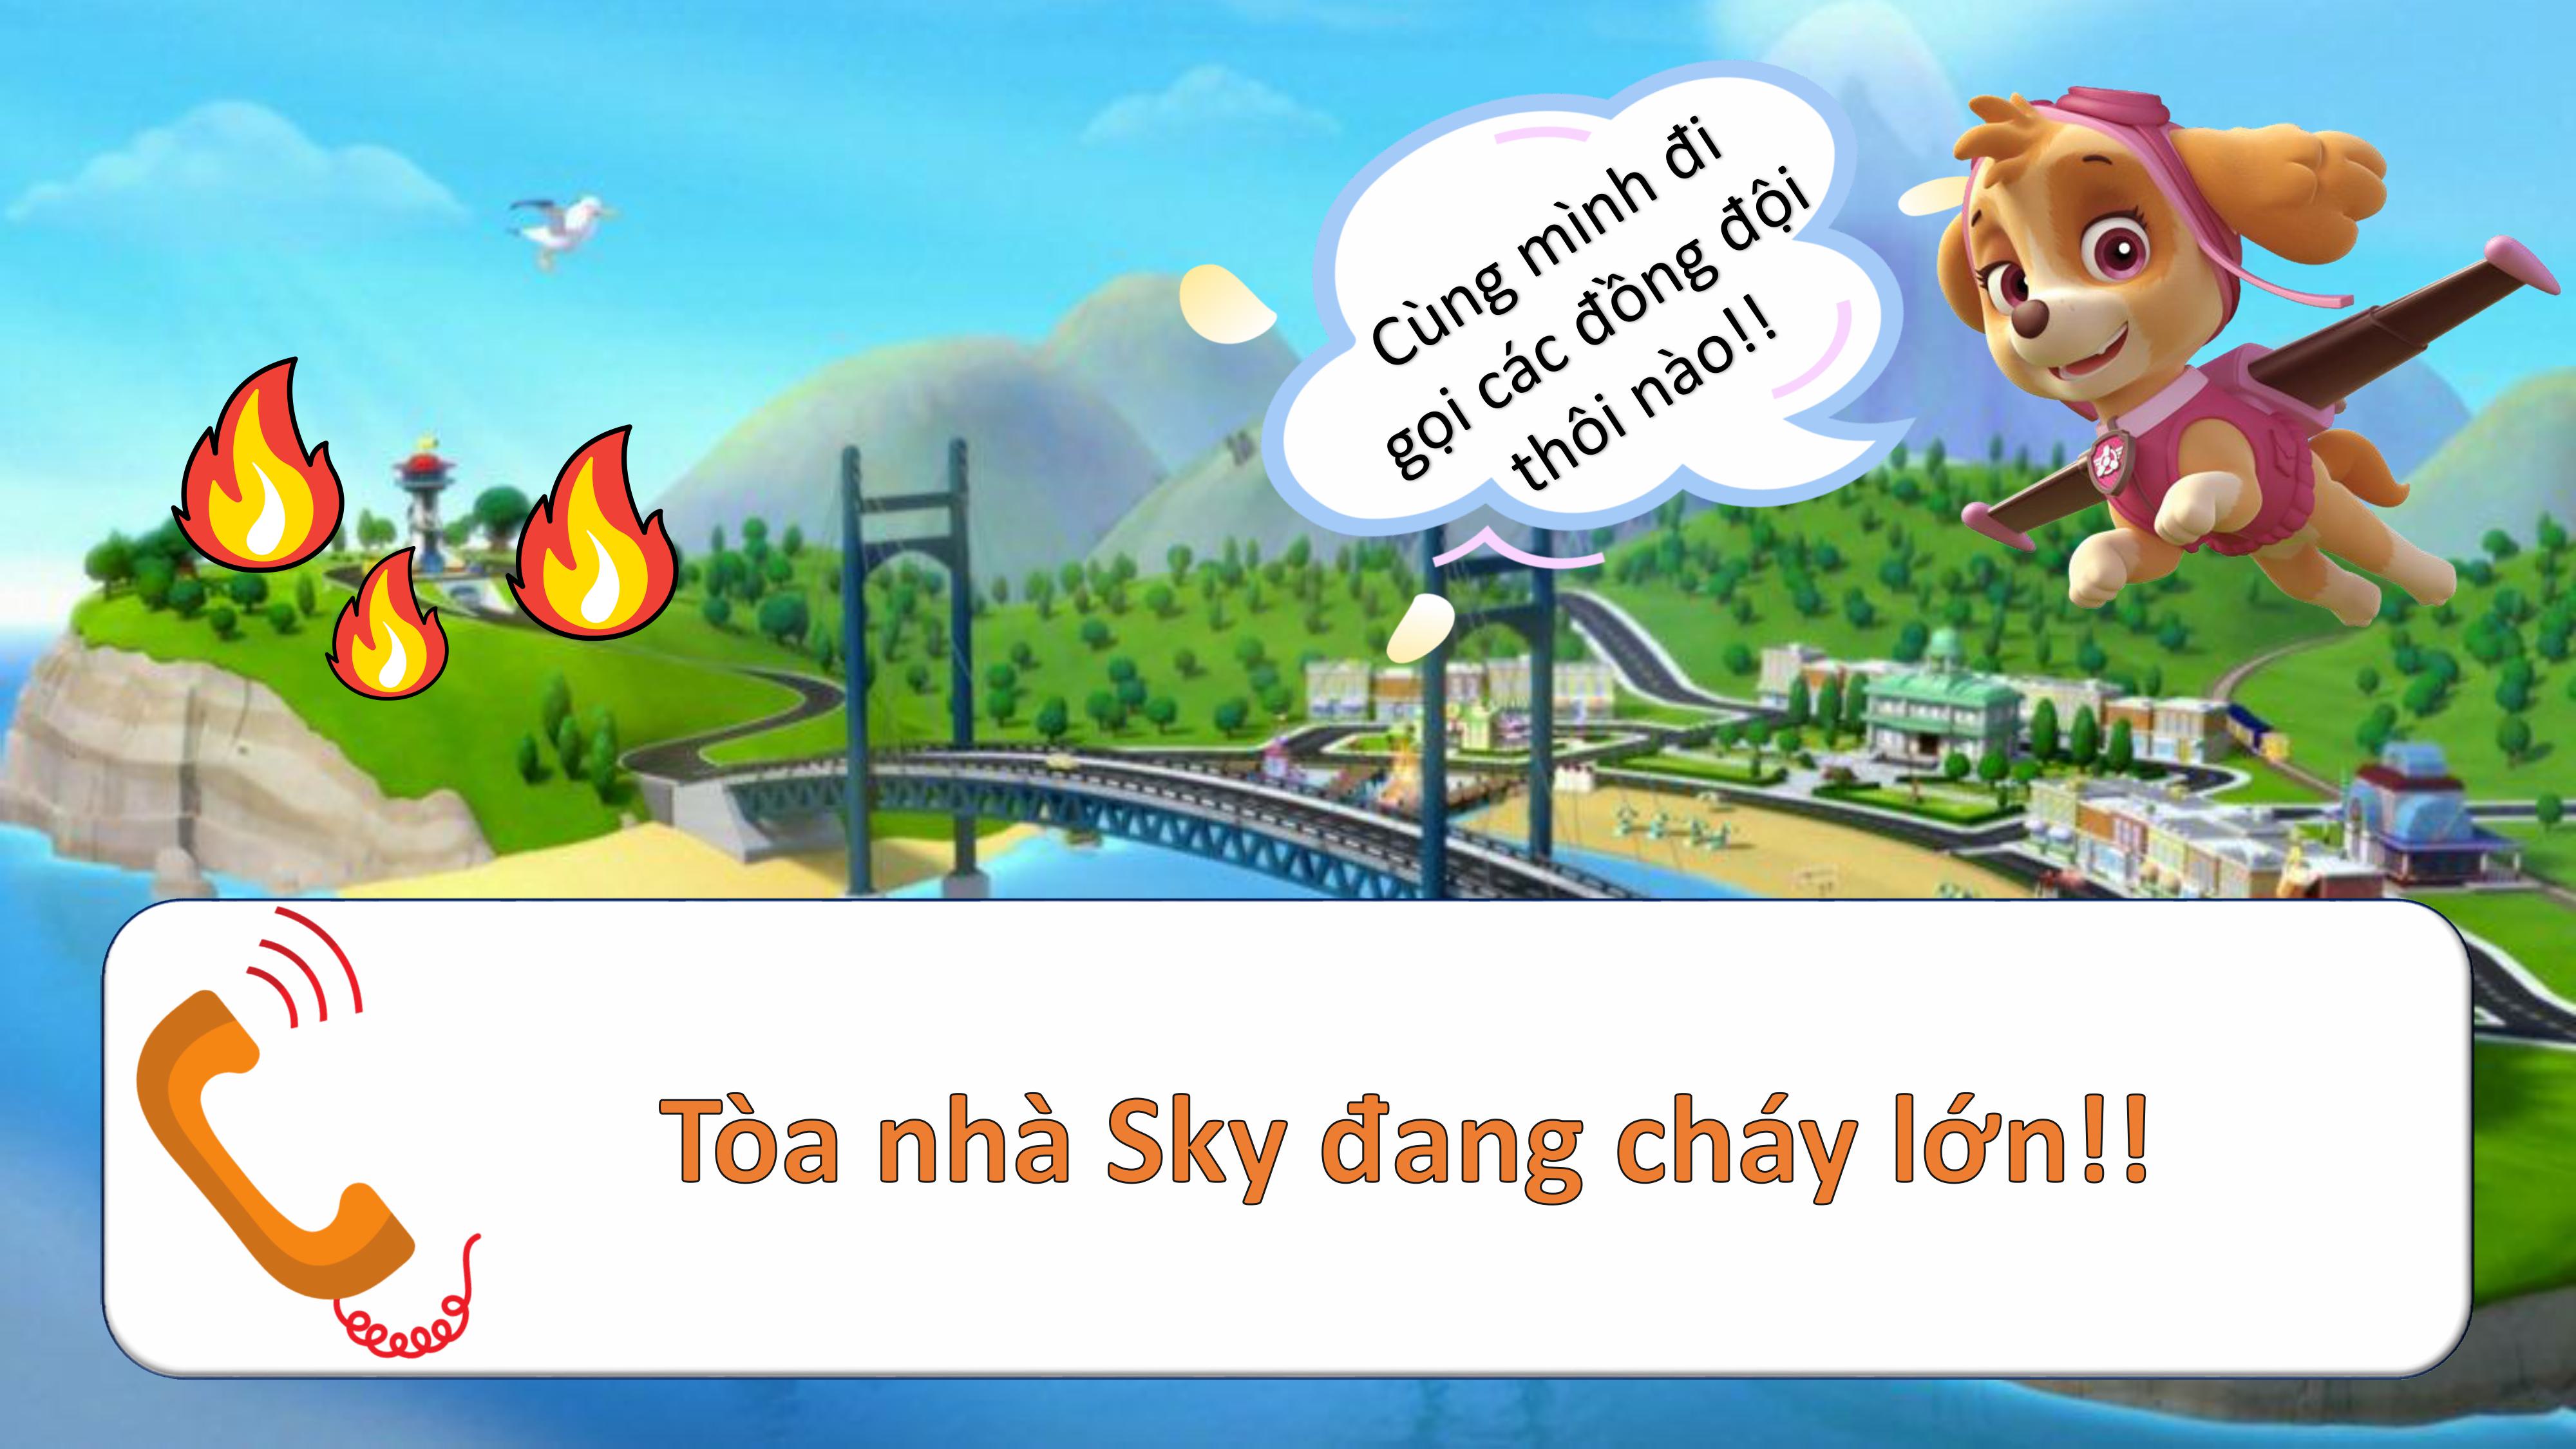 Cùng mình đi
gọi các đồng đội
thôi nào!!
Tòa nhà Sky đang cháy lớn!!